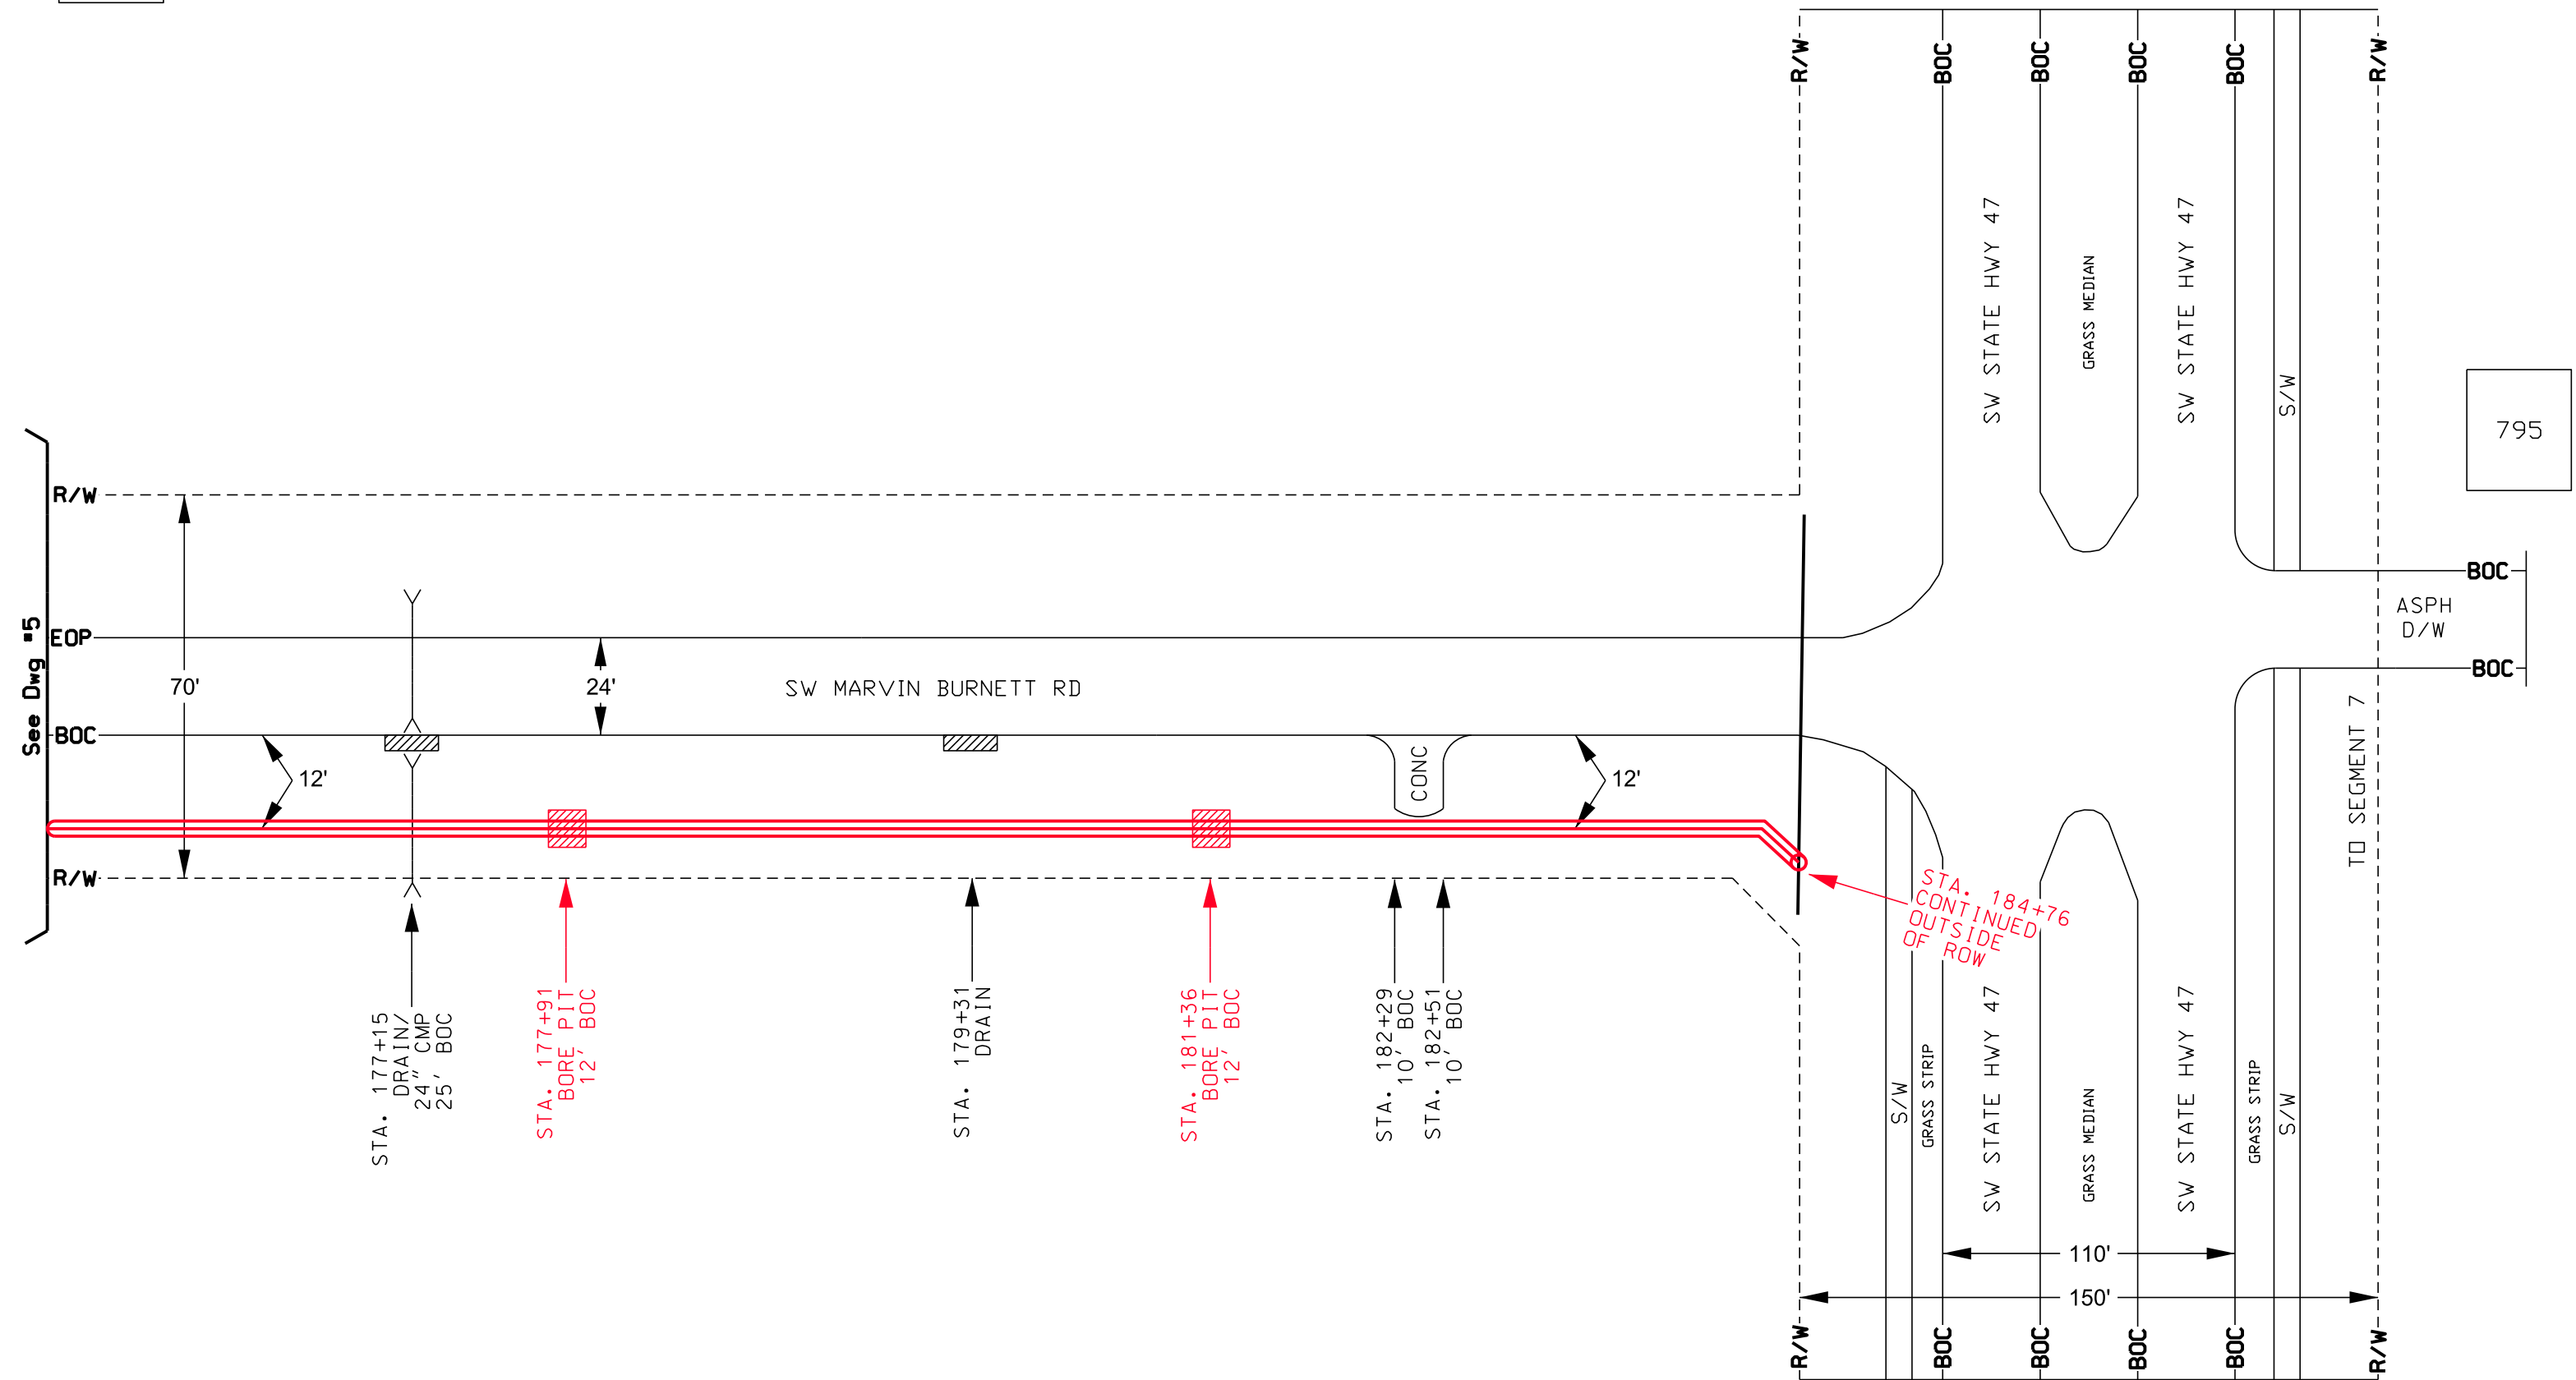 R/W
BOC
BOC
BOC
BOC
R/W
SW STATE HWY 47
GRASS MEDIAN
SW STATE HWY 47
S/W
795
R/W
See Dwg #5
EOP
70'
24'
SW MARVIN BURNETT RD
BOC
12'
CONC
12'
R/W
BOC
ASPH
D/W
BOC
TO SEGMENT 7
STA. 184+76
CONTINUED
OUTSIDE
OF ROW
STA. 177+15
DRAIN/
24" CMP
25' BOC
STA. 177+91
BORE PIT
12' BOC
STA. 179+31
DRAIN
STA. 181+36
BORE PIT
12' BOC
STA. 182+29
10' BOC
STA. 182+51
10' BOC
S/W
GRASS STRIP
SW STATE HWY 47
GRASS MEDIAN
SW STATE HWY 47
GRASS STRIP
S/W
110'
150'
R/W
BOC
BOC
BOC
BOC
R/W